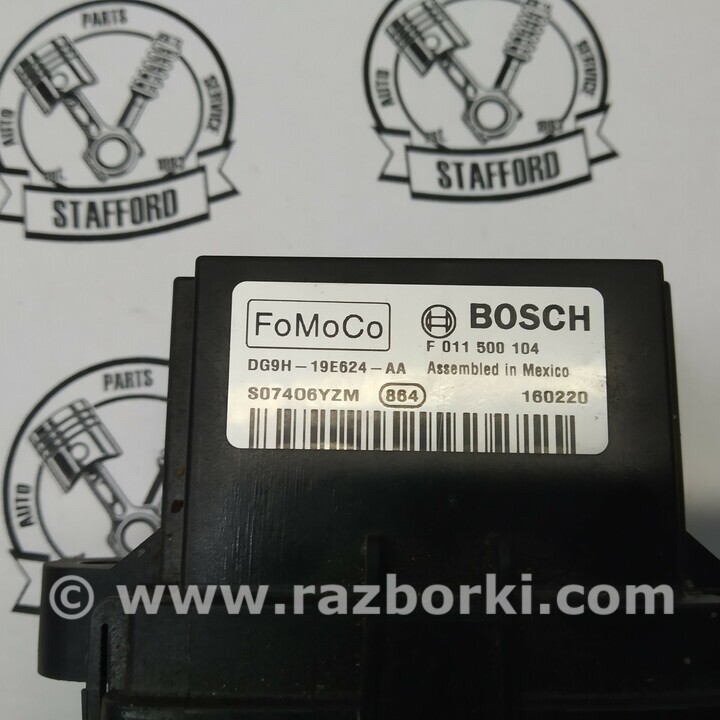 PARTS
AUTO
SERVICE
EST.
STAFFORD
AUTO
SERVICE
STAFFORD
PARTS
AUTO
FoMoCo
BOSCH
F 011 500 104
DG9H-19E624-AA
Assembled in Mexico
S07406YZM
864
160220
© www.razborki.com